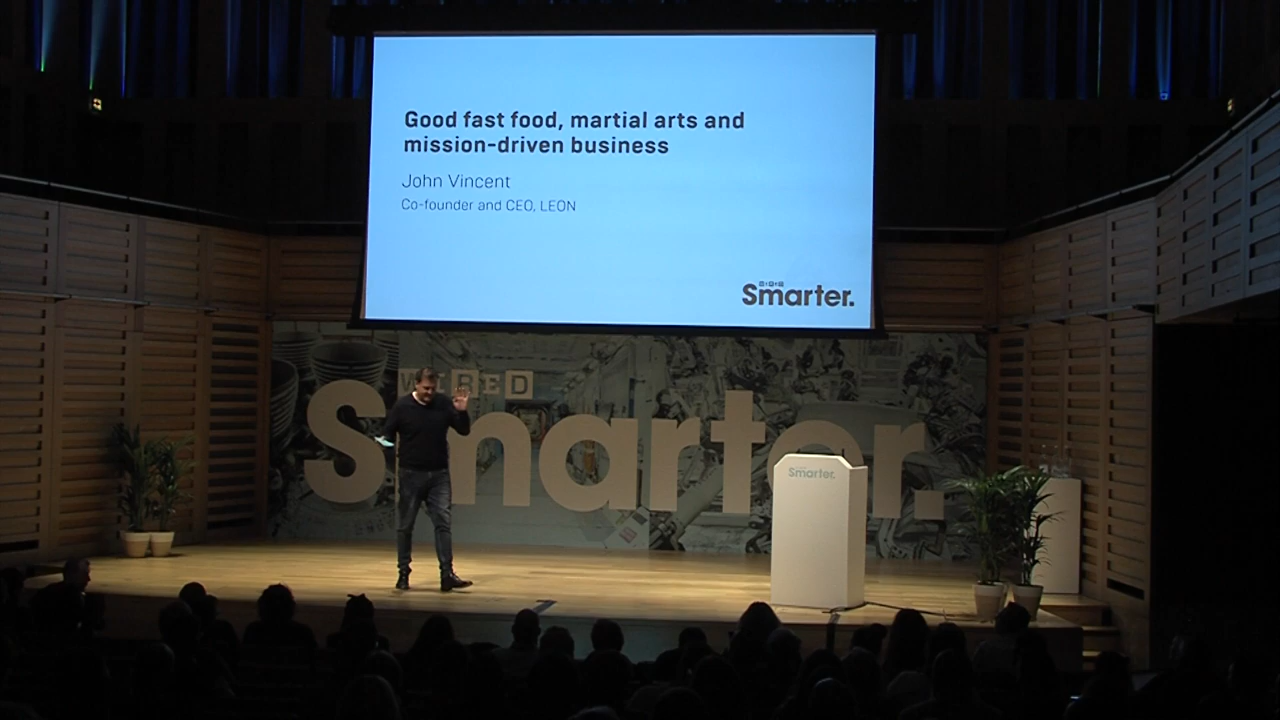 Good fast food, martial arts and
mission-driven business
John Vincent
Co-founder and CEO, LEON
WIRED
Smarter.
WIRED
Smarter.
Smarter.